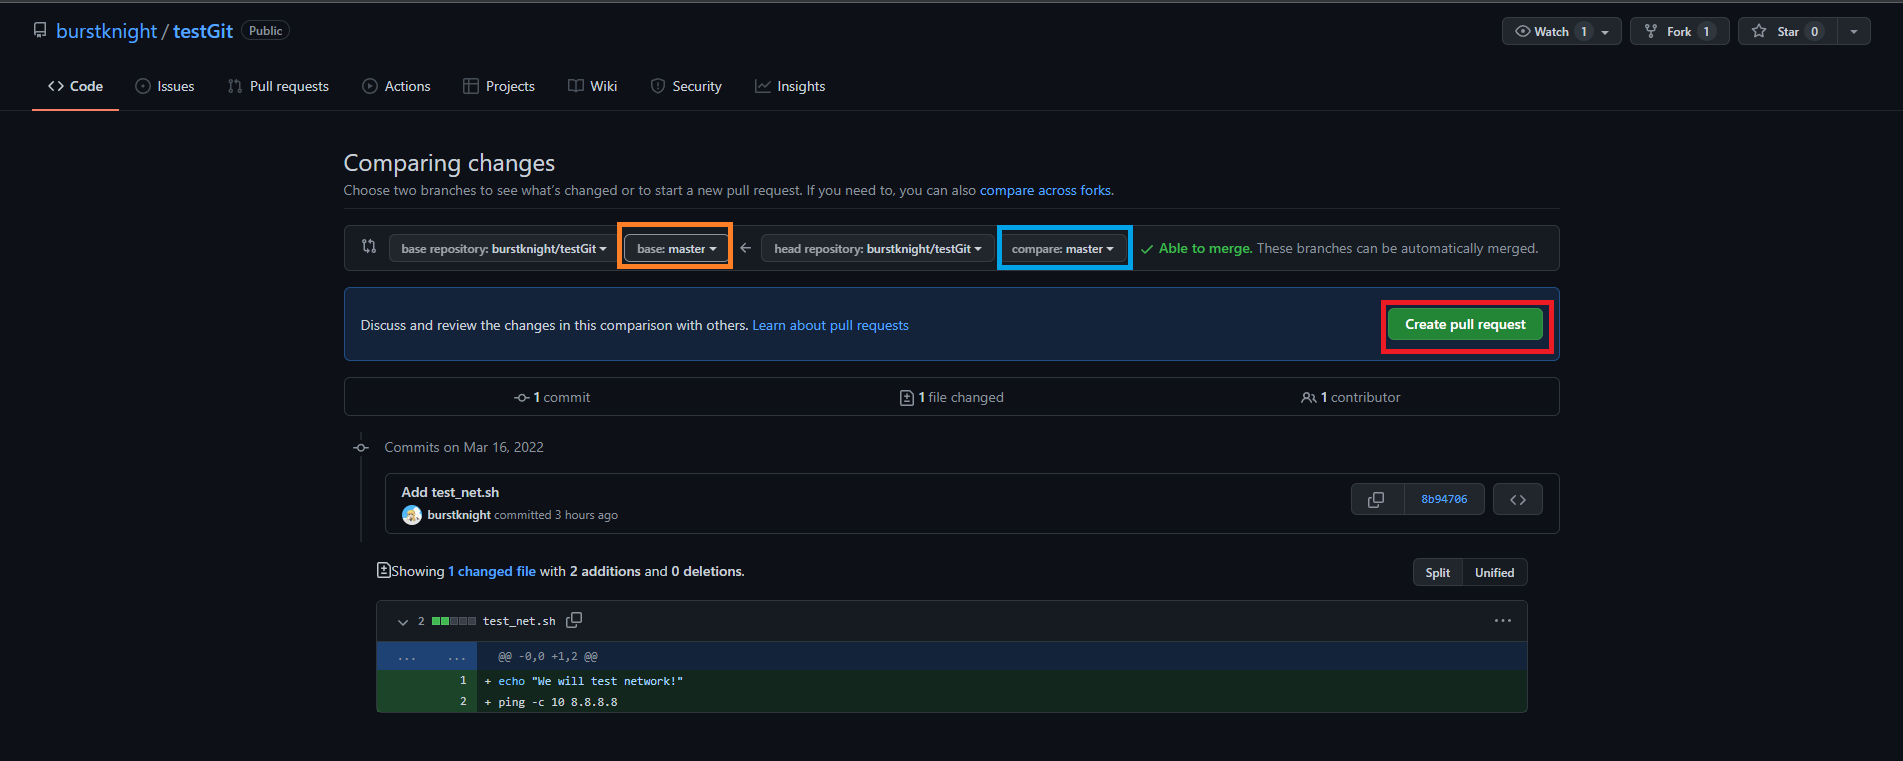 burstknight / testGit Public
Watch 1 Fork 1 Star 0
Code Issues Pull requests Actions Projects Wiki Security Insights
Comparing changes
Choose two branches to see what's changed or to start a new pull request. If you need to, you can also compare across forks.
base repository: burstknight/testGit base: master ← head repository: burstknight/testGit compare: master ✓ Able to merge. These branches can be automatically merged.
Discuss and review the changes in this comparison with others. Learn about pull requests Create pull request
1 commit 1 file changed 1 contributor
Commits on Mar 16, 2022
Add test_net.sh
burstknight committed 3 hours ago
8b94706 <>
Showing 1 changed file with 2 additions and 0 deletions.
Split Unified
2 test_net.sh ...
... ... @@ -0,0 +1,2 @@
1 + echo "We will test network!"
2 + ping -c 10 8.8.8.8